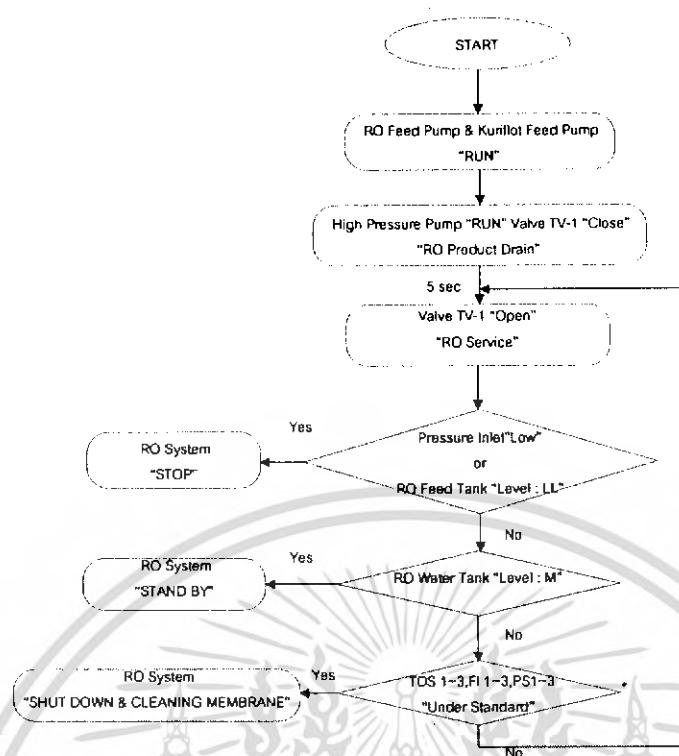 START
RO Feed Pump & Kurillot Feed Pump
"RUN"
High Pressure Pump "RUN" Valve TV-1 "Close"
"RO Product Drain"
5 sec
Valve TV-1 "Open"
"RO Service"
Yes
Pressure Inlet"Low"
or
RO Feed Tank "Level : LL"
RO System
"STOP"
No
Yes
RO Water Tank "Level : M"
RO System
"STAND BY"
No
Yes
TOS 1~3,FI 1~3,PS1~3
"Under Standard"
RO System
"SHUT DOWN & CLEANING MEMBRANE"
No